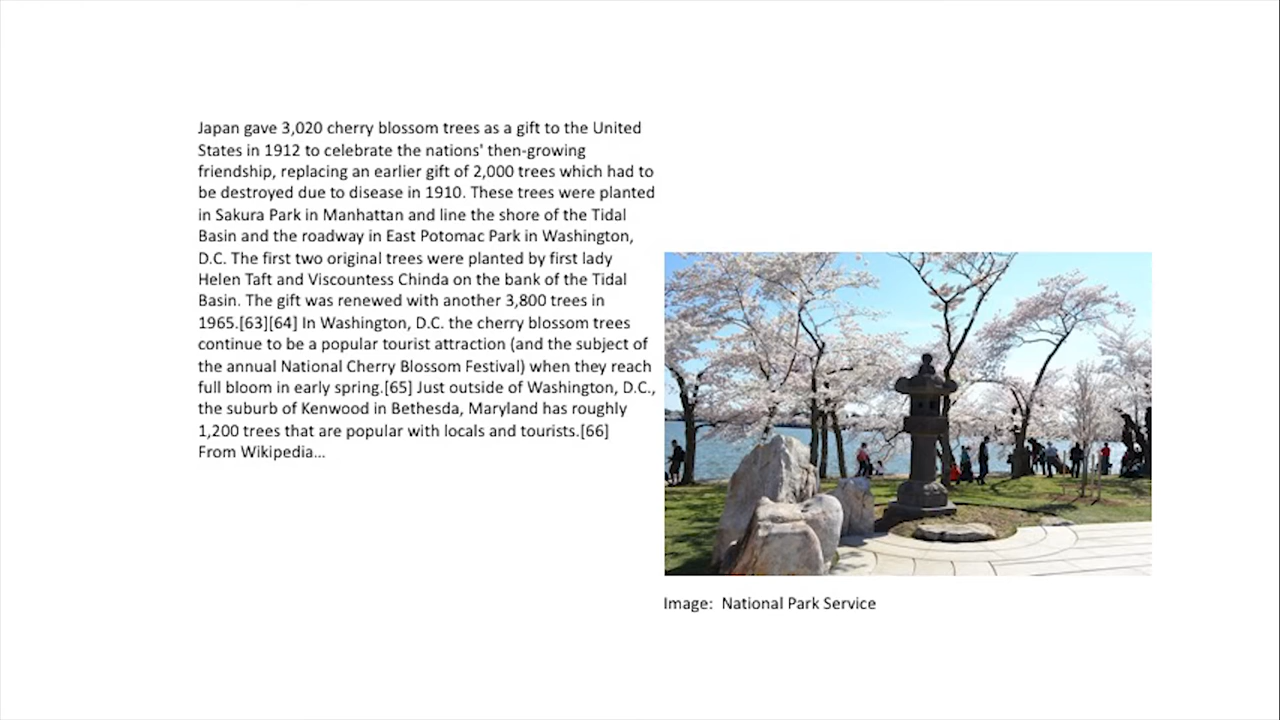 Japan gave 3,020 cherry blossom trees as a gift to the United
States in 1912 to celebrate the nations' then-growing
friendship, replacing an earlier gift of 2,000 trees which had to
be destroyed due to disease in 1910. These trees were planted
in Sakura Park in Manhattan and line the shore of the Tidal
Basin and the roadway in East Potomac Park in Washington,
D.C. The first two original trees were planted by first lady
Helen Taft and Viscountess Chinda on the bank of the Tidal
Basin. The gift was renewed with another 3,800 trees in
1965.[63][64] In Washington, D.C. the cherry blossom trees
continue to be a popular tourist attraction (and the subject of
the annual National Cherry Blossom Festival) when they reach
full bloom in early spring.[65] Just outside of Washington, D.C.,
the suburb of Kenwood in Bethesda, Maryland has roughly
1,200 trees that are popular with locals and tourists.[66]
From Wikipedia...
Image:  National Park Service